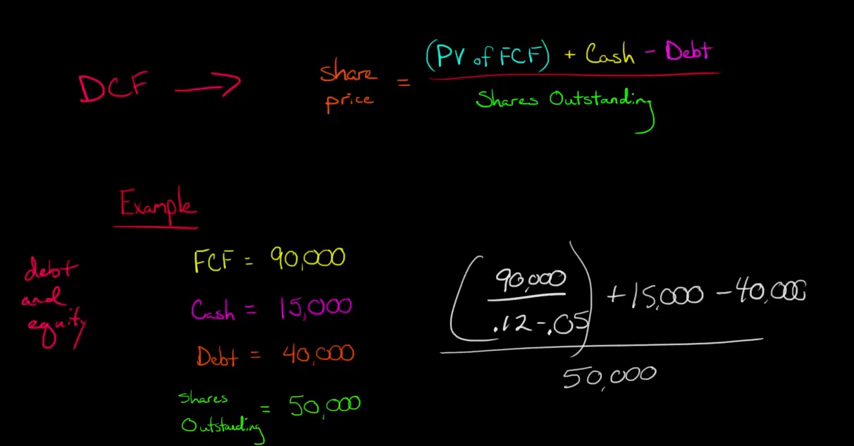 DCF → share price = (PV of FCF) + Cash - Debt
Shares Outstanding
Example
debt
and
equity
FCF = 90,000
Cash = 15,000
Debt = 40,000
Shares
Outstanding = 50,000
(90,000
.12 - .05) + 15,000 - 40,000
50,000